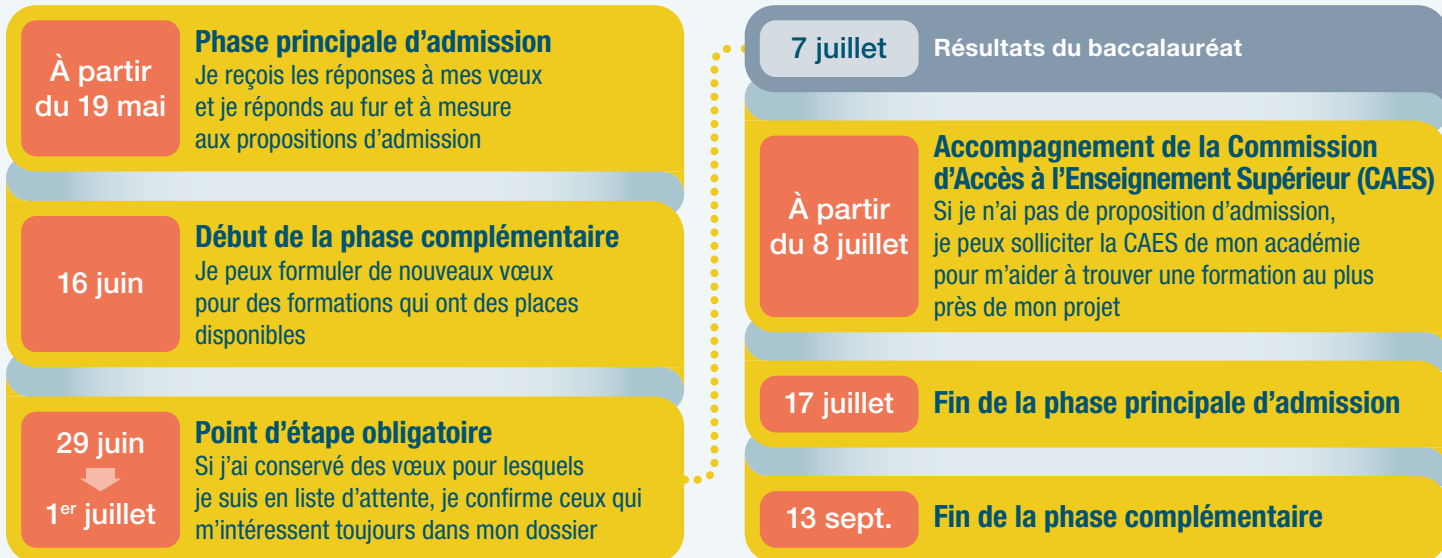 À partir
du 19 mai
Phase principale d’admission
Je reçois les réponses à mes vœux
et je réponds au fur et à mesure
aux propositions d’admission
16 juin
Début de la phase complémentaire
Je peux formuler de nouveaux vœux
pour des formations qui ont des places
disponibles
29 juin
1er juillet
Point d’étape obligatoire
Si j’ai conservé des vœux pour lesquels
je suis en liste d’attente, je confirme ceux qui
m’intéressent toujours dans mon dossier
7 juillet
Résultats du baccalauréat
À partir
du 8 juillet
Accompagnement de la Commission
d’Accès à l’Enseignement Supérieur (CAES)
Si je n’ai pas de proposition d’admission,
je peux solliciter la CAES de mon académie
pour m’aider à trouver une formation au plus
près de mon projet
17 juillet
Fin de la phase principale d’admission
13 sept.
Fin de la phase complémentaire